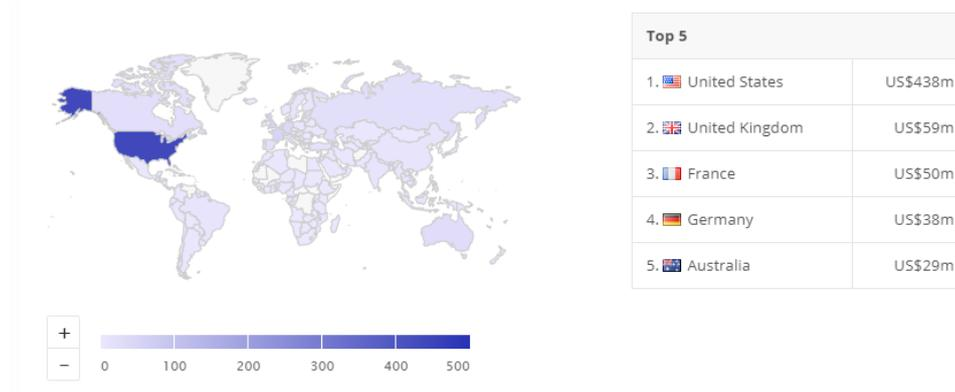 Top 5
1. United States US$438m
2. United Kingdom US$59m
3. France US$50m
4. Germany US$38m
5. Australia US$29m
+
−
0 100 200 300 400 500